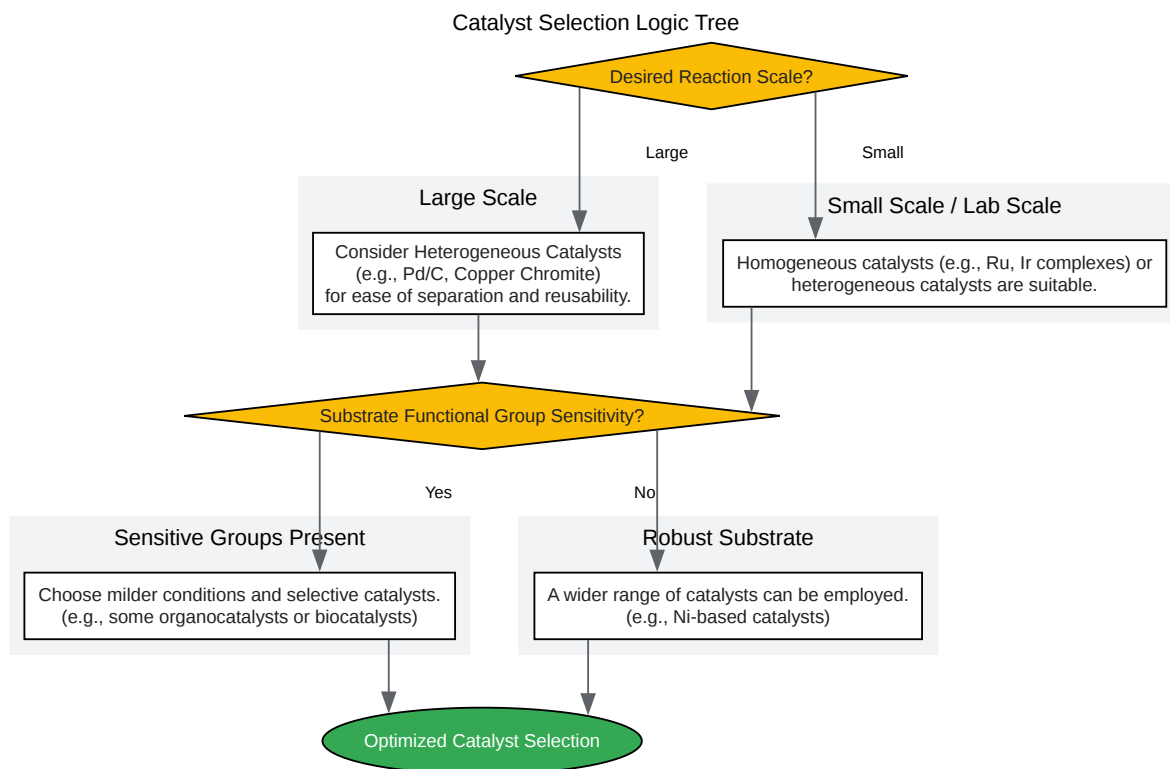 Catalyst Selection Logic Tree
Desired Reaction Scale?
Large
Small
Large Scale
Consider Heterogeneous Catalysts
(e.g., Pd/C, Copper Chromite)
for ease of separation and reusability.
Small Scale / Lab Scale
Homogeneous catalysts (e.g., Ru, Ir complexes) or
heterogeneous catalysts are suitable.
Substrate Functional Group Sensitivity?
Yes
No
Sensitive Groups Present
Choose milder conditions and selective catalysts.
(e.g., some organocatalysts or biocatalysts)
Robust Substrate
A wider range of catalysts can be employed.
(e.g., Ni-based catalysts)
Optimized Catalyst Selection